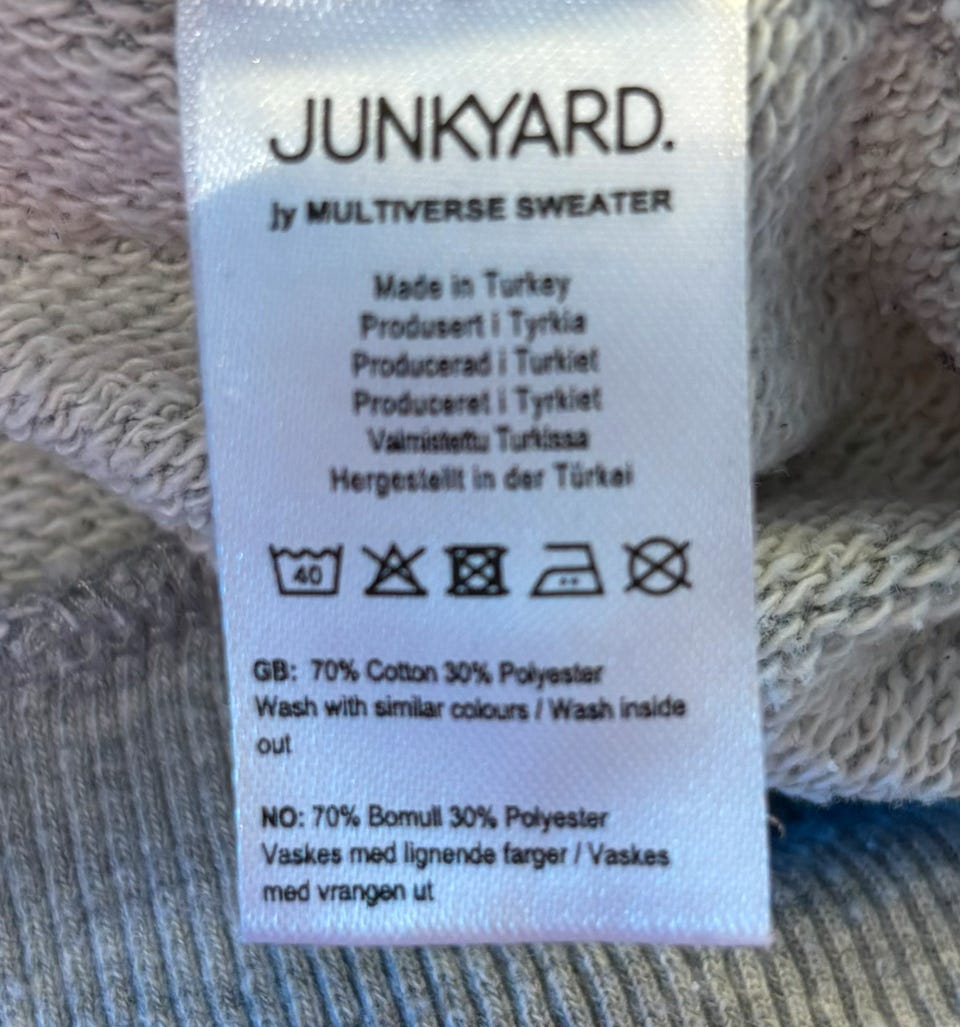 JUNKYARD.
jy MULTIVERSE SWEATER
Made in Turkey
Produsert i Tyrkia
Producerad i Turkiet
Produceret i Tyrkiet
Valmistettu Turkissa
Hergestellt in der Türkei
40
GB: 70% Cotton 30% Polyester
Wash with similar colours / Wash inside
out
NO: 70% Bomull 30% Polyester
Vaskes med lignende farger / Vaskes
med vrangen ut